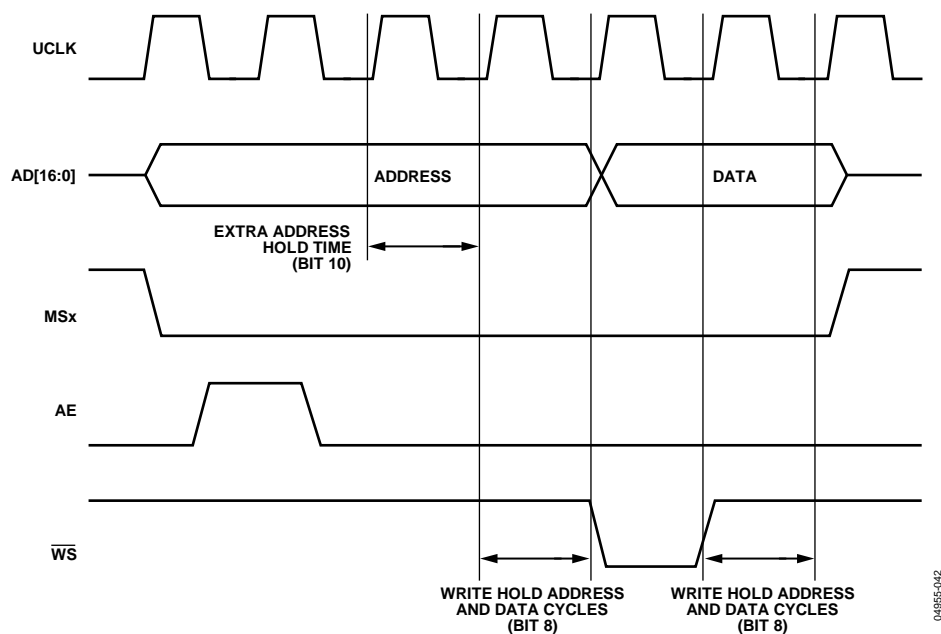 UCLK
AD[16:0]
ADDRESS
DATA
EXTRA ADDRESS
HOLD TIME
(BIT 10)
MSx
AE
WS
WRITE HOLD ADDRESS
AND DATA CYCLES
(BIT 8)
WRITE HOLD ADDRESS
AND DATA CYCLES
(BIT 8)
04955-042